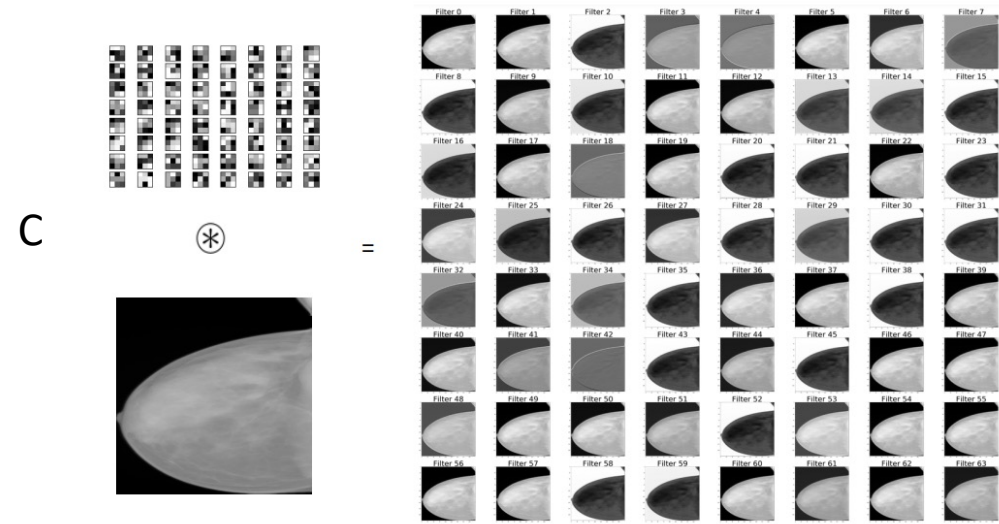 Filter 0 Filter 1 Filter 2 Filter 3 Filter 4 Filter 5 Filter 6 Filter 7
Filter 8 Filter 9 Filter 10 Filter 11 Filter 12 Filter 13 Filter 14 Filter 15
Filter 16 Filter 17 Filter 18 Filter 19 Filter 20 Filter 21 Filter 22 Filter 23
C
=
Filter 24 Filter 25 Filter 26 Filter 27 Filter 28 Filter 29 Filter 30 Filter 31
Filter 32 Filter 33 Filter 34 Filter 35 Filter 36 Filter 37 Filter 38 Filter 39
Filter 40 Filter 41 Filter 42 Filter 43 Filter 44 Filter 45 Filter 46 Filter 47
Filter 48 Filter 49 Filter 50 Filter 51 Filter 52 Filter 53 Filter 54 Filter 55
Filter 56 Filter 57 Filter 58 Filter 59 Filter 60 Filter 61 Filter 62 Filter 63